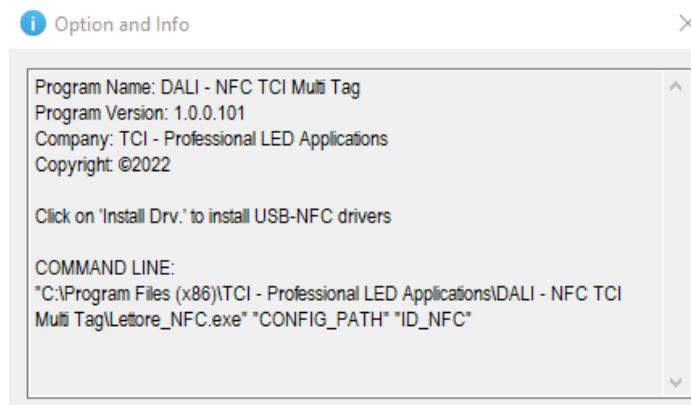 Option and Info
Program Name: DALI - NFC TCI Multi Tag
Program Version: 1.0.0.101
Company: TCI - Professional LED Applications
Copyright: ©2022
Click on 'Install Drv.' to install USB-NFC drivers
COMMAND LINE:
"C:\Program Files (x86)\TCI - Professional LED Applications\DALI - NFC TCI
Multi Tag\Lettore_NFC.exe" "CONFIG_PATH" "ID_NFC"